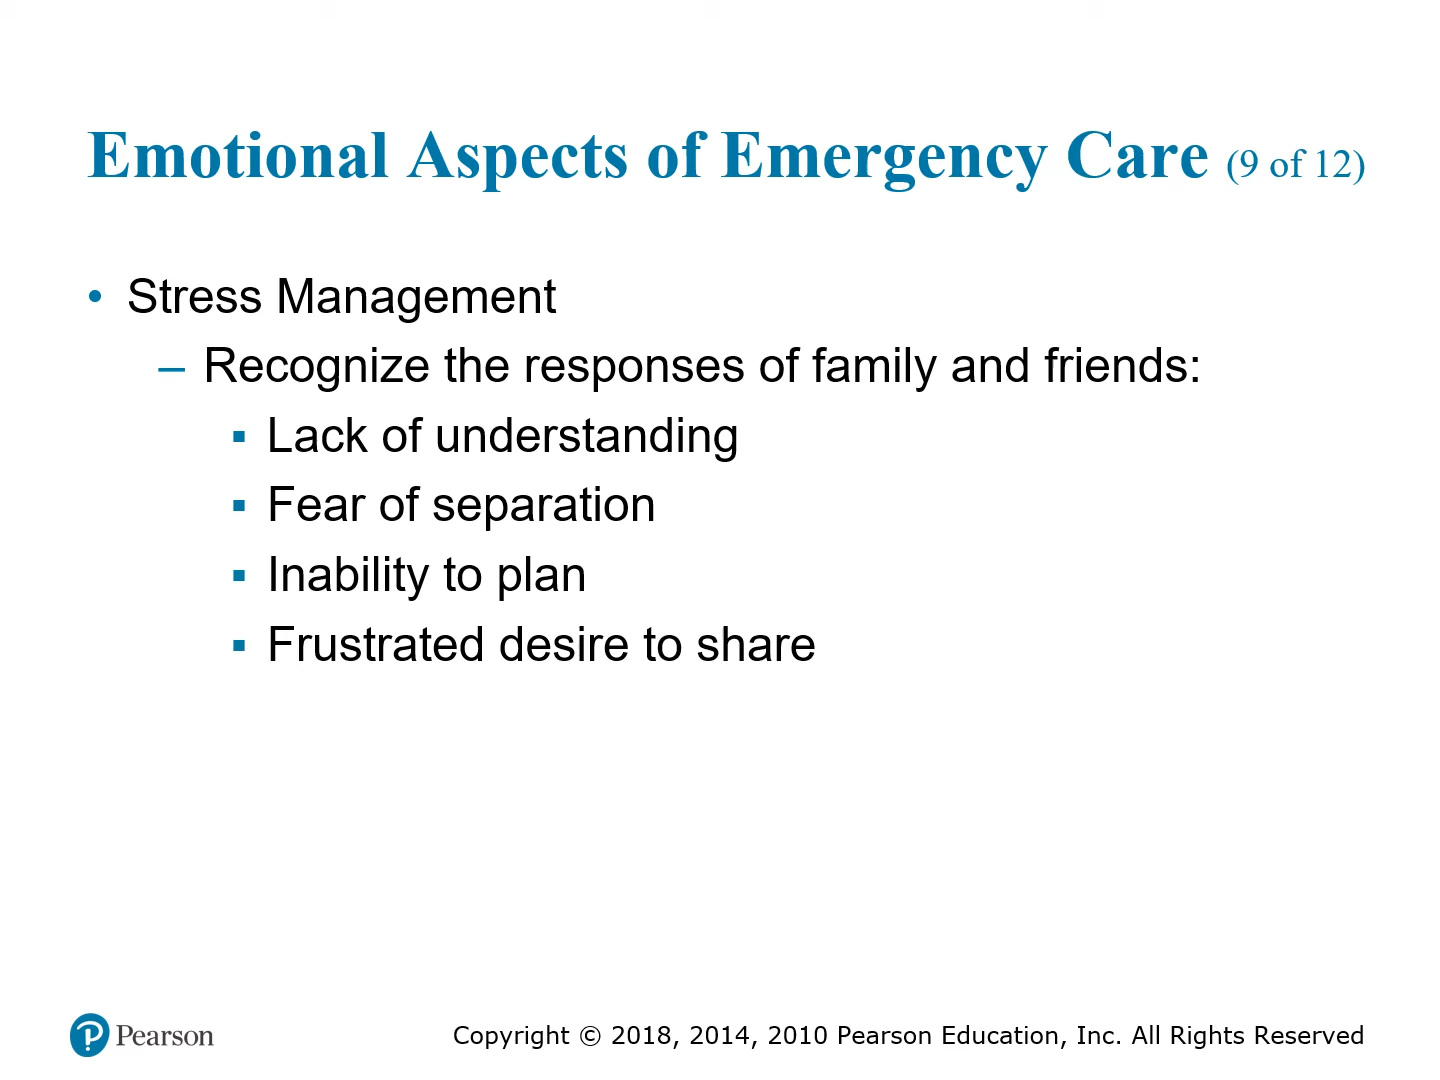 Emotional Aspects of Emergency Care (9 of 12)
• Stress Management
– Recognize the responses of family and friends:
▪ Lack of understanding
▪ Fear of separation
▪ Inability to plan
▪ Frustrated desire to share
Pearson
Copyright © 2018, 2014, 2010 Pearson Education, Inc. All Rights Reserved